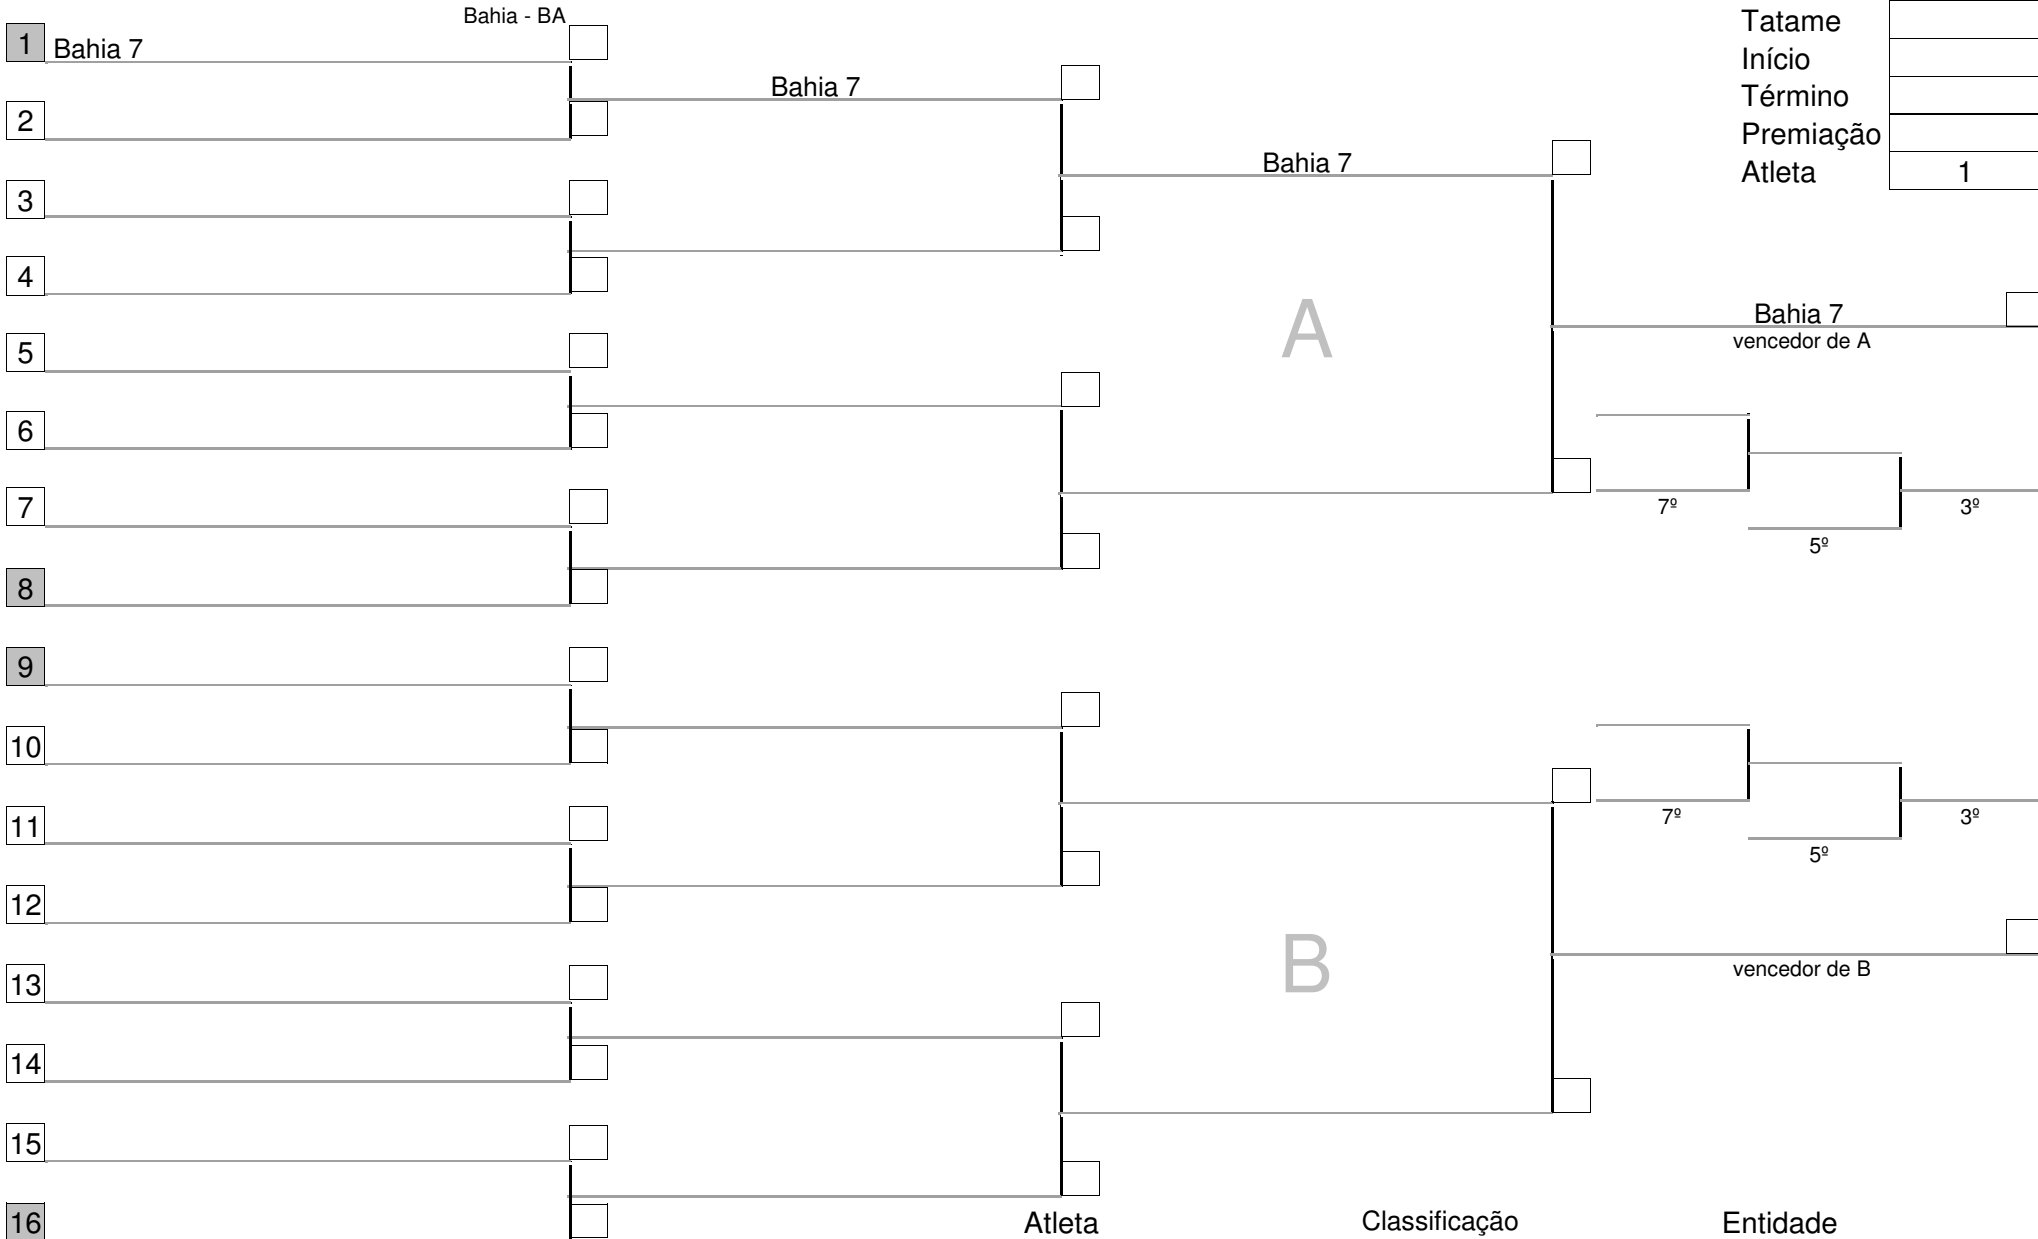 Bahia - BA
1 Bahia 7
2
3
4
5
6
7
8
9
10
11
12
13
14
15
16
Bahia 7
Bahia 7
A
B
Tatame
Início
Término
Premiação
Atleta 1
Bahia 7
vencedor de A
7º
5º
3º
7º
5º
3º
vencedor de B
Atleta Classificação Entidade